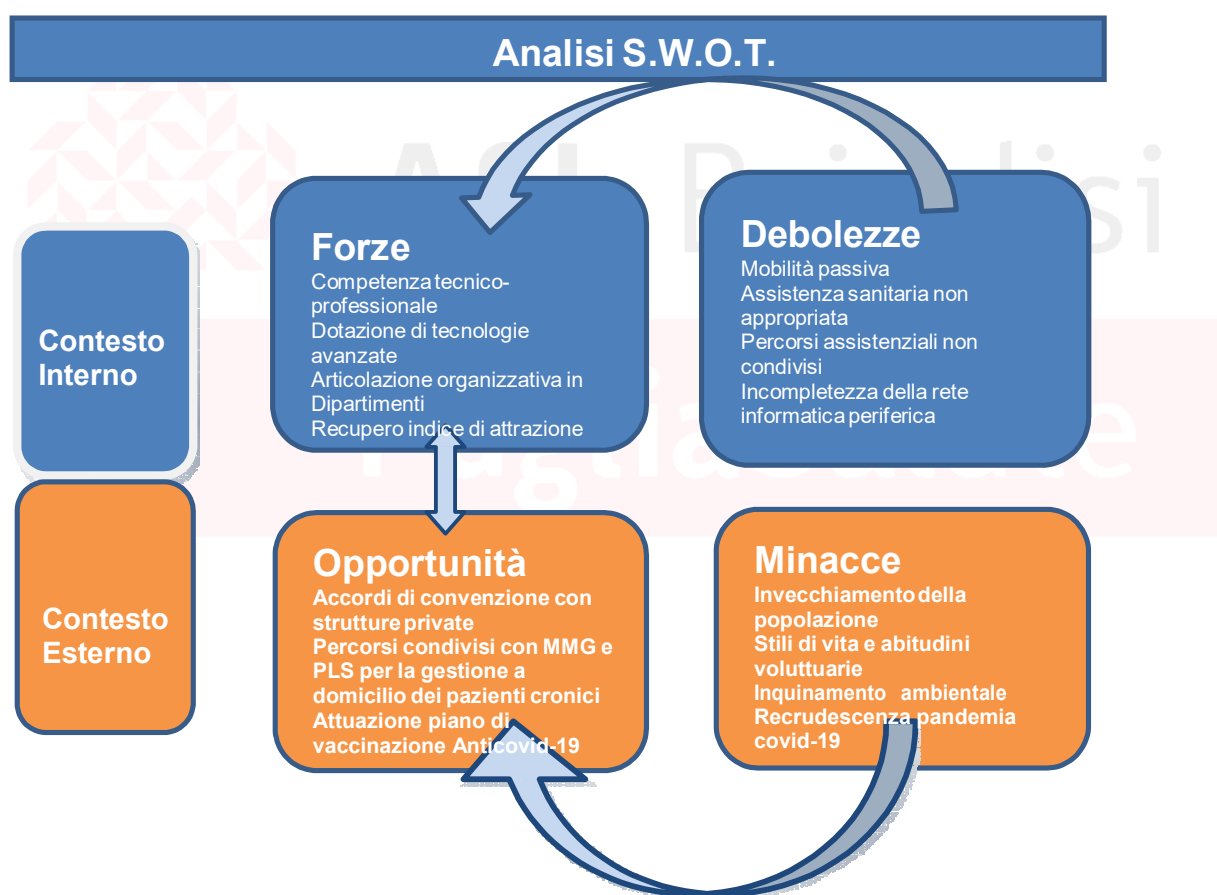 Analisi S.W.O.T.
Contesto
Interno
Forze
Competenza tecnico-
professionale
Dotazione di tecnologie
avanzate
Articolazione organizzativa in
Dipartimenti
Recupero indice di attrazione
Debolezze
Mobilità passiva
Assistenza sanitaria non
appropriata
Percorsi assistenziali non
condivisi
Incompletezza della rete
informatica periferica
Contesto
Esterno
Opportunità
Accordi di convenzione con
strutture private
Percorsi condivisi con MMG e
PLS per la gestione a
domicilio dei pazienti cronici
Attuazione piano di
vaccinazione Anticovid-19
Minacce
Invecchiamento della
popolazione
Stili di vita e abitudini
voluttuarie
Inquinamento ambientale
Recrudescenza pandemia
covid-19